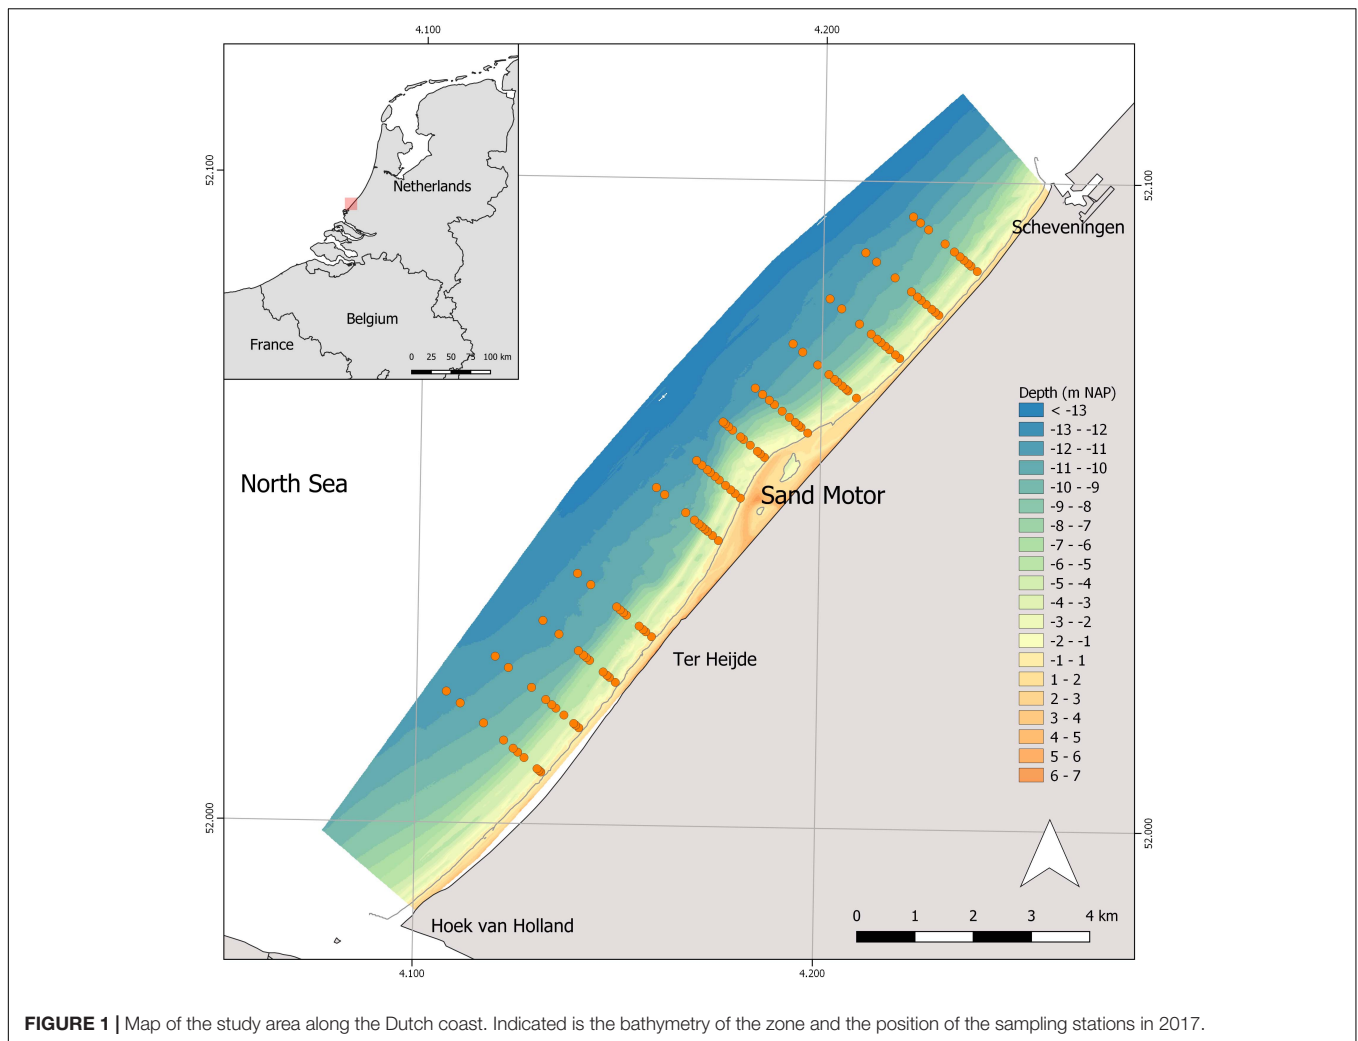 4.100
4.200
52.100
52.100
Netherlands
Belgium
France
0 25 50 75 100 km
Scheveningen
Depth (m NAP)
< -13
-13 - -12
-12 - -11
-11 - -10
-10 - -9
-9 - -8
-8 - -7
-7 - -6
-6 - -5
-5 - -4
-4 - -3
-3 - -2
-2 - -1
-1 - 1
1 - 2
2 - 3
3 - 4
4 - 5
5 - 6
6 - 7
North Sea
Sand Motor
Ter Heijde
52.000
52.000
Hoek van Holland
0 1 2 3 4 km
4.100
4.200
FIGURE 1 | Map of the study area along the Dutch coast. Indicated is the bathymetry of the zone and the position of the sampling stations in 2017.